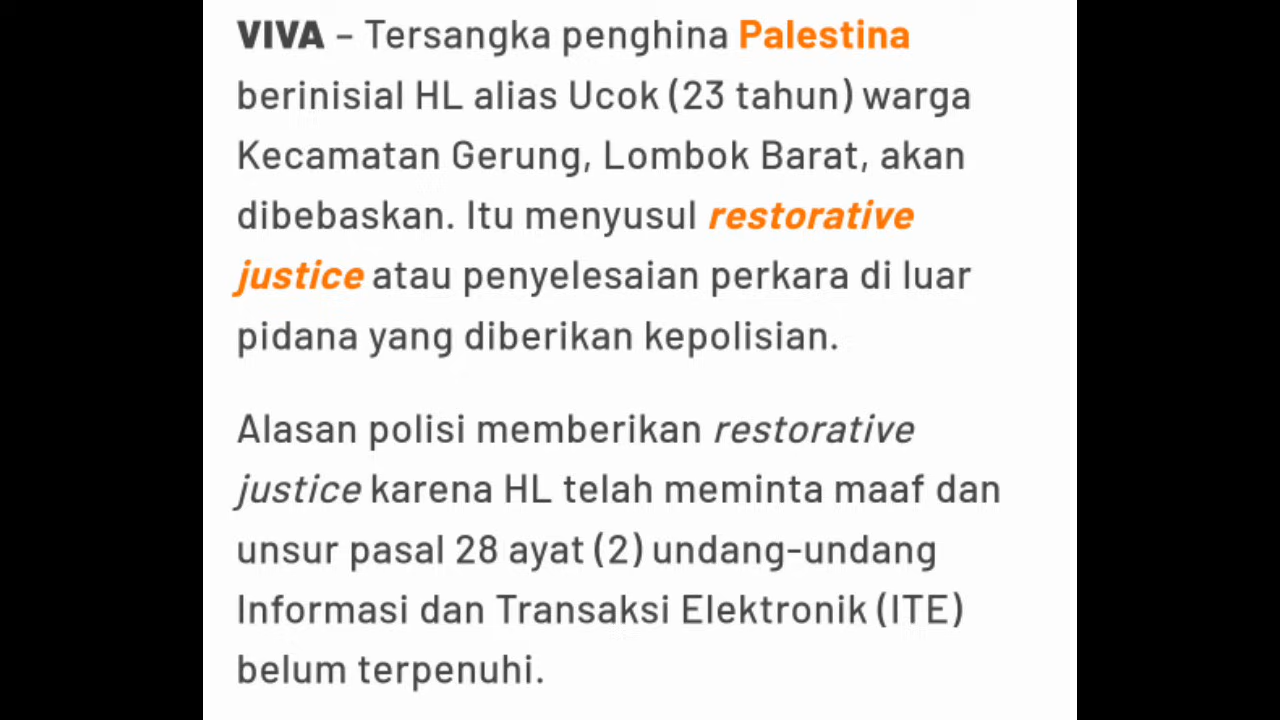 VIVA – Tersangka penghina Palestina
berinisial HL alias Ucok (23 tahun) warga
Kecamatan Gerung, Lombok Barat, akan
dibebaskan. Itu menyusul restorative
justice atau penyelesaian perkara di luar
pidana yang diberikan kepolisian.
Alasan polisi memberikan restorative
justice karena HL telah meminta maaf dan
unsur pasal 28 ayat (2) undang-undang
Informasi dan Transaksi Elektronik (ITE)
belum terpenuhi.